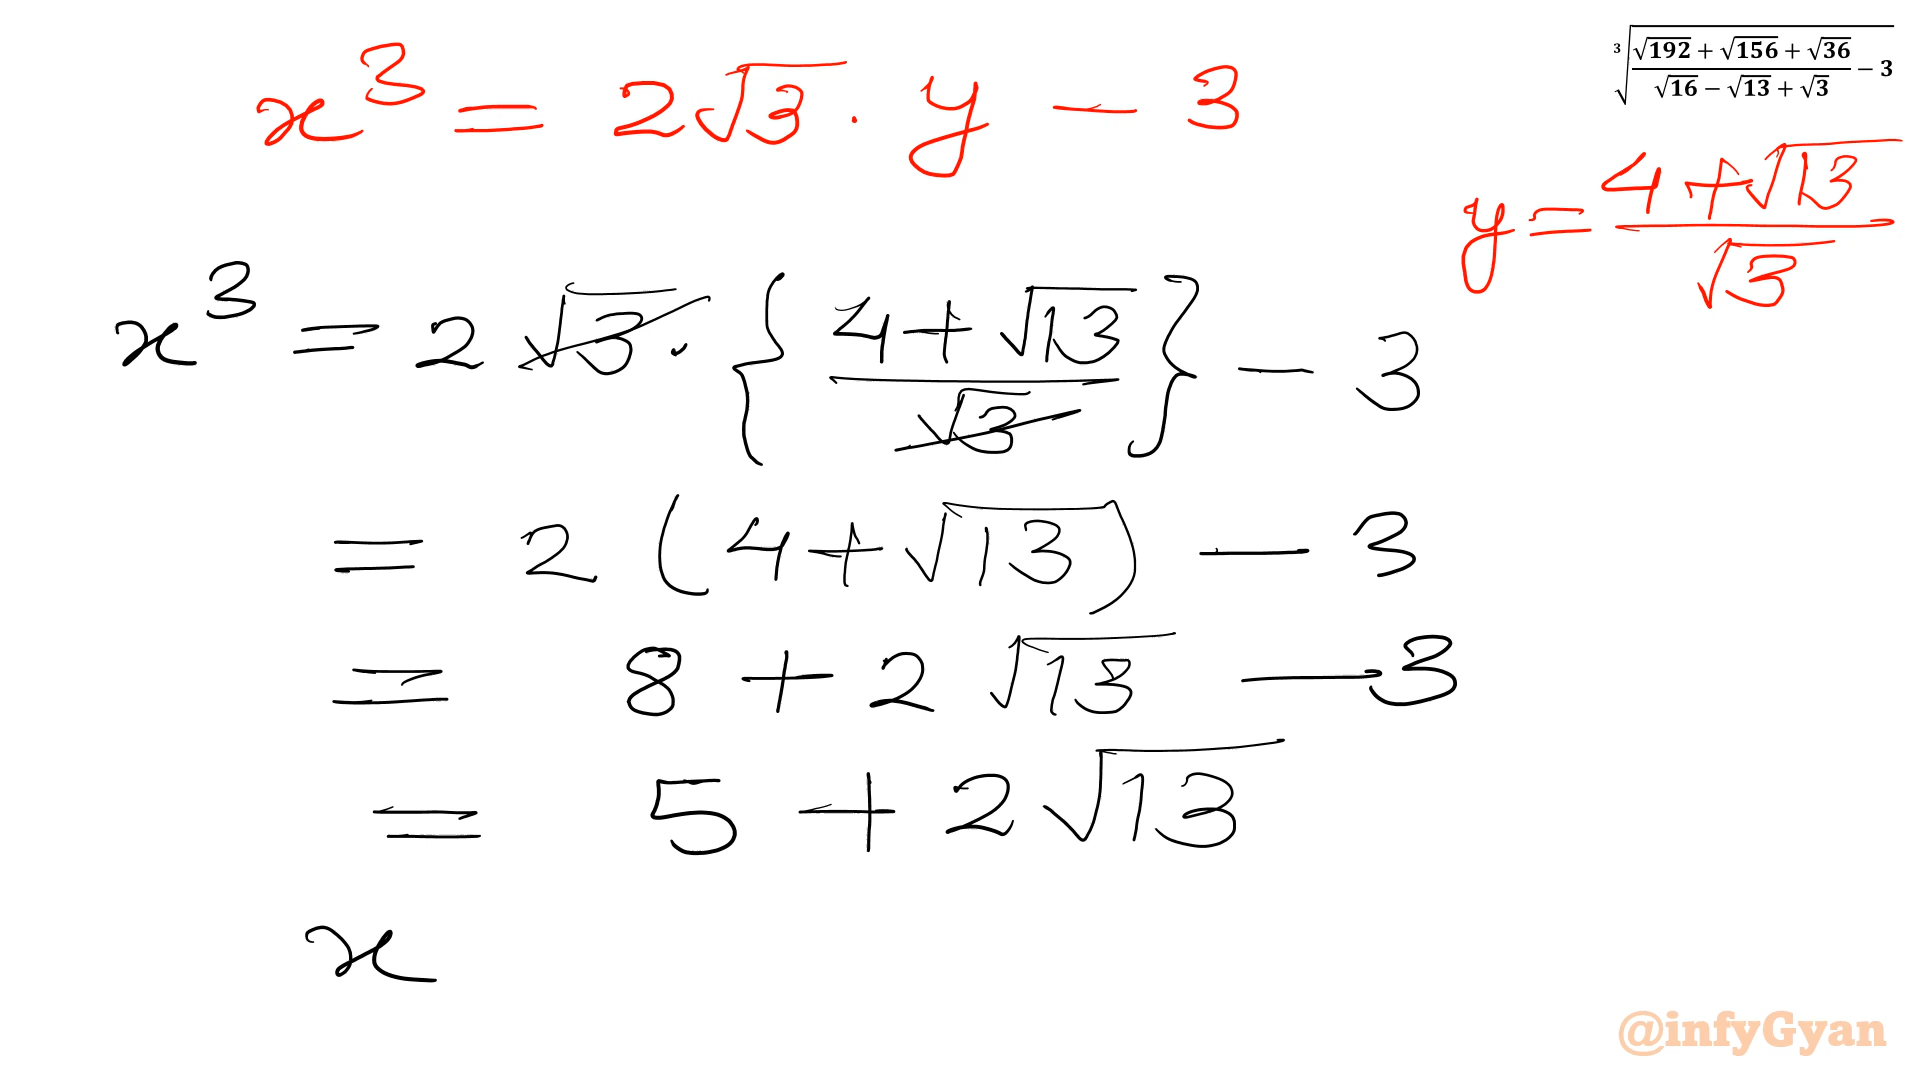 x³ = 2√3 . y − 3
∛((√192 + √156 + √36)/(√16 − √13 + √3) − 3)
y = (4 + √13)/√3
x³ = 2√3 . {(4 + √13)/√3} − 3
= 2 (4 + √13) − 3
= 8 + 2√13 − 3
= 5 + 2√13
x
@infyGyan